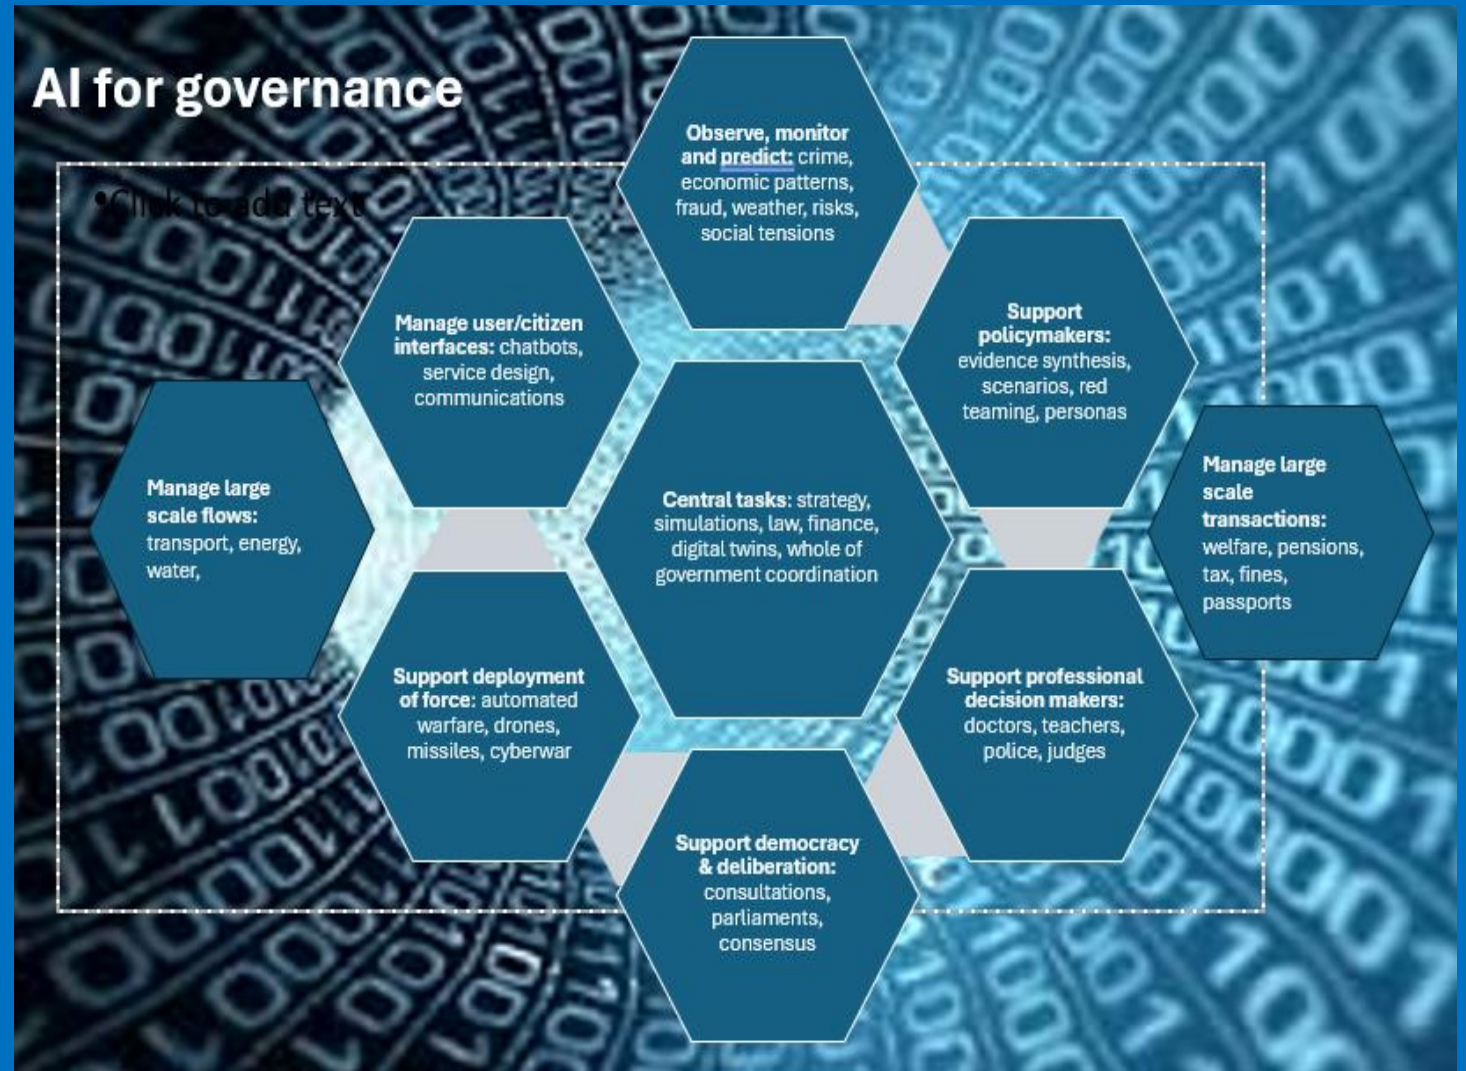 AI for governance
•Click to add text
Observe, monitor
and predict: crime,
economic patterns,
fraud, weather, risks,
social tensions
Manage user/citizen
interfaces: chatbots,
service design,
communications
Support
policymakers:
evidence synthesis,
scenarios, red
teaming, personas
Manage large
scale flows:
transport, energy,
water,
Central tasks: strategy,
simulations, law, finance,
digital twins, whole of
government coordination
Manage large
scale
transactions:
welfare, pensions,
tax, fines,
passports
Support deployment
of force: automated
warfare, drones,
missiles, cyberwar
Support professional
decision makers:
doctors, teachers,
police, judges
Support democracy
& deliberation:
consultations,
parliaments,
consensus